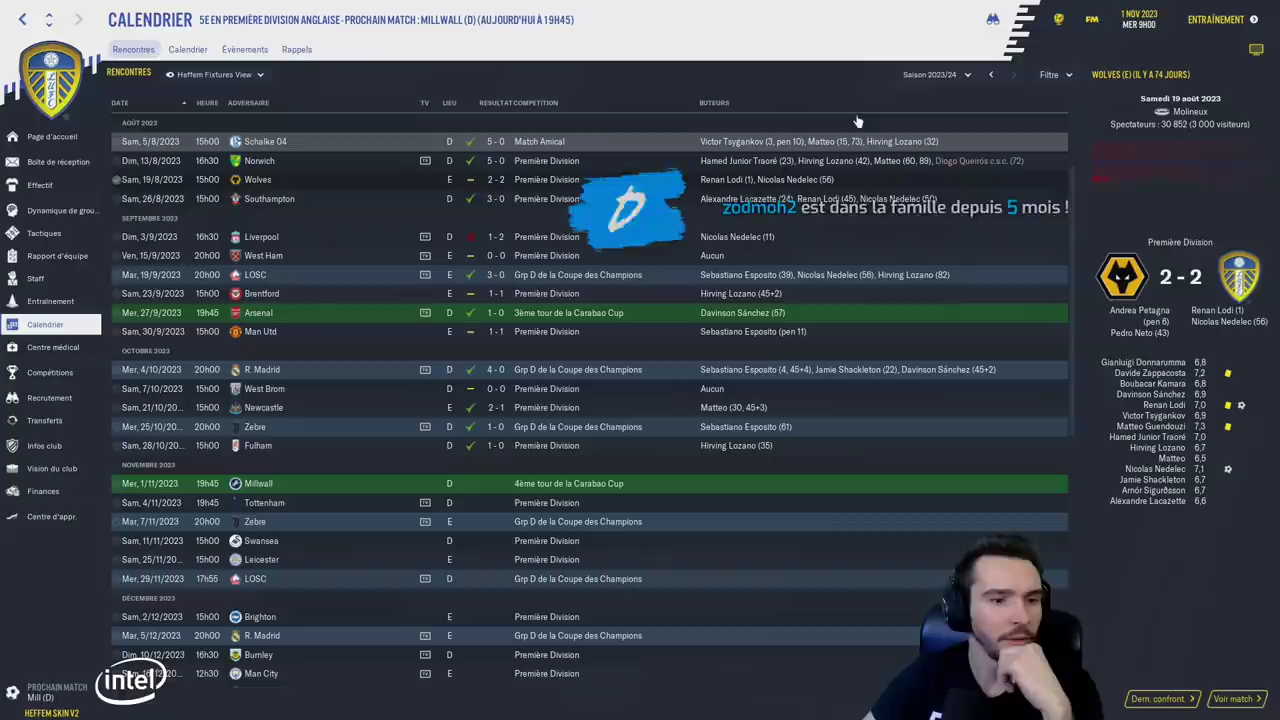 CALENDRIER 5E EN PREMIÈRE DIVISION ANGLAISE - PROCHAIN MATCH : MILLWALL (D) (AUJOURD'HUI À 19H45)
FM
1 NOV 2023
MER 9H00
ENTRAÎNEMENT
Rencontres Calendrier Évènements Rappels
RENCONTRES Heffem Fixtures View Saison 2023/24 Filtre
DATE HEURE ADVERSAIRE TV LIEU RESULTAT COMPETITION BUTEURS
AOÛT 2023
Sam, 5/8/2023 15h00 Schalke 04 D 5 - 0 Match Amical Victor Tsygankov (3, pen 10), Matteo (15, 73), Hirving Lozano (32)
Dim, 13/8/2023 16h30 Norwich D 5 - 0 Première Division Hamed Junior Traoré (23), Hirving Lozano (42), Matteo (60, 89), Diogo Queirós c.s.c. (72)
Sam, 19/8/2023 15h00 Wolves E 2 - 2 Première Division Renan Lodi (1), Nicolas Nedelec (56)
Sam, 26/8/2023 15h00 Southampton D 3 - 0 Première Division Alexandre Lacazette (24), Renan Lodi (45), Nicolas Nedelec (50)
zodmoh2 est dans la famille depuis 5 mois !
SEPTEMBRE 2023
Dim, 3/9/2023 16h30 Liverpool D 1 - 2 Première Division Nicolas Nedelec (11)
Ven, 15/9/2023 20h00 West Ham E 0 - 0 Première Division Aucun
Mar, 19/9/2023 20h00 LOSC E 3 - 0 Grp D de la Coupe des Champions Sebastiano Esposito (39), Nicolas Nedelec (56), Hirving Lozano (82)
Sam, 23/9/2023 15h00 Brentford E 1 - 1 Première Division Hirving Lozano (45+2)
Mer, 27/9/2023 19h45 Arsenal D 1 - 0 3ème tour de la Carabao Cup Davinson Sánchez (57)
Sam, 30/9/2023 15h00 Man Utd E 1 - 1 Première Division Sebastiano Esposito (pen 11)
OCTOBRE 2023
Mer, 4/10/2023 20h00 R. Madrid D 4 - 0 Grp D de la Coupe des Champions Sebastiano Esposito (4, 45+4), Jamie Shackleton (22), Davinson Sánchez (45+2)
Sam, 7/10/2023 15h00 West Brom D 0 - 0 Première Division Aucun
Sam, 21/10/20... 15h00 Newcastle E 2 - 1 Première Division Matteo (30, 45+3)
Mer, 25/10/20... 20h00 Zebre D 1 - 0 Grp D de la Coupe des Champions Sebastiano Esposito (61)
Sam, 28/10/20... 15h00 Fulham D 1 - 0 Première Division Hirving Lozano (35)
NOVEMBRE 2023
Mer, 1/11/2023 19h45 Millwall D 4ème tour de la Carabao Cup
Sam, 4/11/2023 19h45 Tottenham D Première Division
Mar, 7/11/2023 20h00 Zebre E Grp D de la Coupe des Champions
Sam, 11/11/2023 15h00 Swansea D Première Division
Sam, 25/11/20... 15h00 Leicester E Première Division
Mer, 29/11/2023 17h55 LOSC D Grp D de la Coupe des Champions
DÉCEMBRE 2023
Sam, 2/12/2023 15h00 Brighton E Première Division
Mar, 5/12/2023 20h00 R. Madrid E Grp D de la Coupe des Champions
Dim, 10/12/2023 16h30 Burnley D Première Division
Sam, 16/12/20... 12h30 Man City E Première Division
Page d'accueil
Boîte de réception
Effectif
Dynamique de grou...
Tactiques
Rapport d'équipe
Staff
Entraînement
Calendrier
Centre médical
Compétitions
Recrutement
Transferts
Infos club
Vision du club
Finances
Centre d'appr.
PROCHAIN MATCH
Mill (D)
HEFFEM SKIN V2
intel
WOLVES (E) (IL Y A 74 JOURS)
Samedi 19 août 2023
Molineux
Spectateurs : 30 852 (3 000 visiteurs)
Première Division
2 - 2
Andrea Petagna (pen 6)
Pedro Neto (43)
Renan Lodi (1)
Nicolas Nedelec (56)
Gianluigi Donnarumma 6,8
Davide Zappacosta 7,2
Boubacar Kamara 6,8
Davinson Sánchez 6,9
Renan Lodi 7,0
Victor Tsygankov 6,9
Matteo Guendouzi 7,3
Hamed Junior Traoré 7,0
Hirving Lozano 6,7
Matteo 6,5
Nicolas Nedelec 7,1
Jamie Shackleton 6,7
Arnór Sigurðsson 6,7
Alexandre Lacazette 6,6
Dern. confront. Voir match